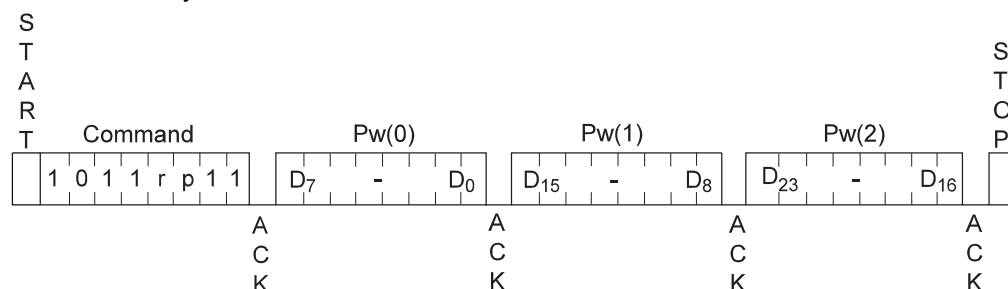 START
Command
Pw(0)
Pw(1)
Pw(2)
STOP
1 0 1 1 r p 1 1
D7 - D0
D15 - D8
D23 - D16
ACK
ACK
ACK
ACK